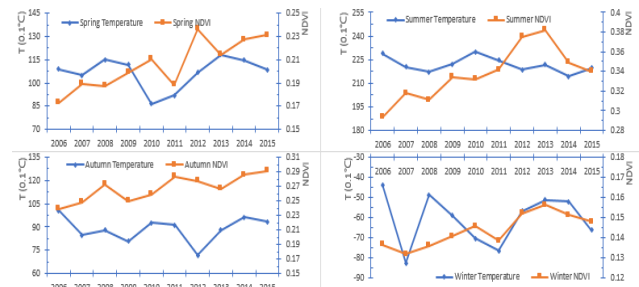 145 0.25
Spring Temperature Spring NDVI
130 0.23
115 0.21
100 0.19
85 0.17
70 0.15
T (0.1°C)
NDVI
2006 2007 2008 2009 2010 2011 2012 2013 2014 2015
255 0.4
Summer Temperature Summer NDVI
240 0.38
0.36
225 0.34
210 0.32
195 0.3
180 0.28
T (0.1°C)
NDVI
2006 2007 2008 2009 2010 2011 2012 2013 2014 2015
135 0.31
Autumn Temperature Autumn NDVI
0.29
120 0.27
105 0.25
0.23
90 0.21
75 0.19
0.17
60 0.15
T (0.1°C)
NDVI
2006 2007 2008 2009 2010 2011 2012 2013 2014 2015
-30 0.18
2006 2007 2008 2009 2010 2011 2012 2013 2014 2015
-40 0.17
-50 0.16
-60 0.15
-70 0.14
-80 0.13
-90 0.12
T (0.1°C)
NDVI
Winter Temperature Winter NDVI